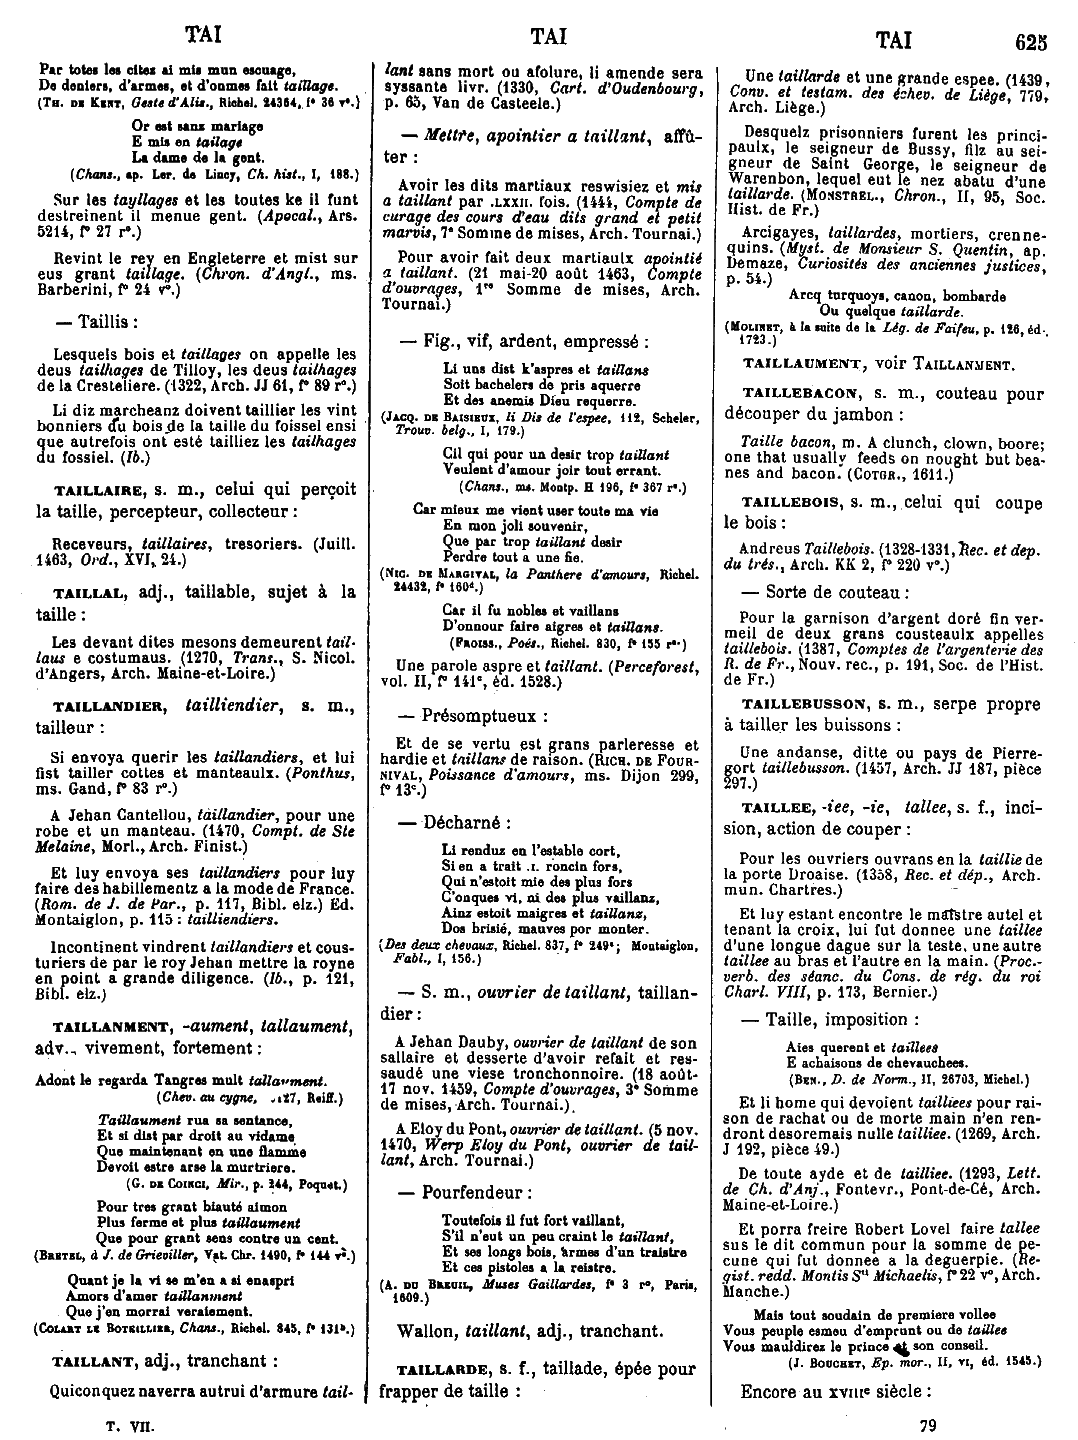 TAI
TAI
TAI
625
Par totes les citez ai mis mun escuage,
De deniers, d'armes, et d'onmes fait taillage.
(TH. DE KENT, Geste d'Alis., Richel. 24364, f° 36 v°.)
Or est sanz mariage
E mis en tailage
La dame de la gent.
(Chans., ap. Ler. de Lincy, Ch. hist., I, 188.)
Sur les tayllages et les toutes ke il funt
destreinent il menue gent. (Apocal., Ars.
5214, f° 27 r°.)
Revint le rey en Engleterre et mist sur
eus grant taillage. (Chron. d'Angl., ms.
Barberini, f° 24 v°.)
— Taillis :
Lesquels bois et taillages on appelle les
deus tailhages de Tilloy, les deus tailhages
de la Cresteliere. (1322, Arch. JJ 61, f° 89 r°.)
Li diz marcheanz doivent taillier les vint
bonniers du bois de la taille du foissel ensi
que autrefois ont esté tailliez les tailhages
du fossiel. (Ib.)
TAILLAIRE, s. m., celui qui perçoit
la taille, percepteur, collecteur :
Receveurs, taillaires, tresoriers. (Juill.
1463, Ord., XVI, 24.)
TAILLAL, adj., taillable, sujet à la
taille :
Les devant dites mesons demeurent tail-
laus e costumaus. (1270, Trans., S. Nicol.
d'Angers, Arch. Maine-et-Loire.)
TAILLANDIER, tailliendier, s. m.,
tailleur :
Si envoya querir les taillandiers, et lui
fist tailler cottes et manteaulx. (Ponthus,
ms. Gand, f° 83 r°.)
A Jehan Cantellou, taillandier, pour une
robe et un manteau. (1470, Compt. de Ste
Melaine, Morl., Arch. Finist.)
Et luy envoya ses taillandiers pour luy
faire des habillementz a la mode de France.
(Rom. de J. de Par., p. 117, Bibl. elz.) Ed.
Montaiglon, p. 115 : tailliendiers.
Incontinent vindrent taillandiers et cous-
turiers de par le roy Jehan mettre la royne
en point a grande diligence. (Ib., p. 121,
Bibl. elz.)
TAILLANMENT, -aument, tallaument,
adv., vivement, fortement :
Adont le regarda Tangres mult tallaument.
(Chev. au cygne, 127, Reiff.)
Taillaument rua sa sentance,
Et si dist par droit au vidame
Que maintenant en une flamme
Devoit estre arse la murtriere.
(G. DE COINCI, Mir., p. 244, Poquet.)
Pour tres grant biauté aimon
Plus ferme et plus taillaument
Que pour grant sens contre un cent.
(BRETEL, à J. de Grieviller, Vat. Chr. 1490, f° 144 v°.)
Quant je la vi se m'en a si enaspri
Amors d'amer taillanment
Que j'en morrai veraiement.
(COLART LE BOTEILLIER, Chans., Richel. 845, f° 131ᵇ.)
TAILLANT, adj., tranchant :
Quiconquez navera autrui d'armure tail-
T. VII.
lant sans mort ou afolure, li amende sera
syssante livr. (1330, Cart. d'Oudenbourg,
p. 65, Van de Casteele.)
— Mettre, apointier a taillant, affû-
ter :
Avoir les dits martiaux reswisiez et mis
a taillant par .LXXII. fois. (1444, Compte de
curage des cours d'eau dits grand et petit
marvis, 7ᵉ Somme de mises, Arch. Tournai.)
Pour avoir fait deux martiaulx apointié
a taillant. (21 mai-20 août 1463, Compte
d'ouvrages, 1ʳᵉ Somme de mises, Arch.
Tournai.)
— Fig., vif, ardent, empressé :
Li uns dist k'aspres et taillans
Soit bachelers de pris aquerre
Et des anemis Dieu requerre.
(JACQ. DE BAISIEUX, li Dis de l'espee, 112, Scheler,
Trouv. belg., I, 179.)
Cil qui pour un desir trop taillant
Veulent d'amour joir tout errant.
(Chans., ms. Montp. H 196, f° 367 r°.)
Car mieux me vient user toute ma vie
En mon joli souvenir,
Que par trop taillant desir
Perdre tout a une fie.
(NIC. DE MARGIVAL, la Panthere d'amours, Richel.
24432, f° 160ᵈ.)
Car il fu nobles et vaillans
D'onnour faire aigres et taillans.
(FROISS., Poés., Richel. 830, f° 155 r°.)
Une parole aspre et taillant. (Perceforest,
vol. II, f° 141ᶜ, éd. 1528.)
— Présomptueux :
Et de se vertu est grans parleresse et
hardie et taillans de raison. (RICH. DE FOUR-
NIVAL, Poissance d'amours, ms. Dijon 299,
f° 13ᶜ.)
— Décharné :
Li renduz en l'estable cort,
Si en a trait .I. roncin fors,
Qui n'estoit mie des plus fors
C'onques vi, ni des plus vaillanz,
Ainz estoit maigres et taillanz,
Dos brisié, mauves por monter.
(Des deux chevaux, Richel. 837, f° 249ᵉ; Montaiglon,
Fabl., I, 156.)
— S. m., ouvrier de taillant, taillan-
dier :
A Jehan Dauby, ouvrier de taillant de son
sallaire et desserte d'avoir refait et res-
saudé une viese tronchonnoire. (18 août-
17 nov. 1459, Compte d'ouvrages, 3ᵉ Somme
de mises, Arch. Tournai.)
A Eloy du Pont, ouvrier de taillant. (5 nov.
1470, Werp Eloy du Pont, ouvrier de tail-
lant, Arch. Tournai.)
— Pourfendeur :
Toutefois il fut fort vaillant,
S'il n'eut un peu craint le taillant,
Et ses longs bois, armes d'un traistre
Et ces pistoles a la reistre.
(A. DU BREUIL, Muses Gaillardes, f° 3 r°, Paris,
1609.)
Wallon, taillant, adj., tranchant.
TAILLARDE, s. f., taillade, épée pour
frapper de taille :
Une taillarde et une grande espee. (1439,
Conv. et testam. des échev. de Liége, 779,
Arch. Liège.)
Desquelz prisonniers furent les princi-
paulx, le seigneur de Bussy, filz au sei-
gneur de Saint George, le seigneur de
Warenbon, lequel eut le nez abatu d'une
taillarde. (MONSTREL., Chron., II, 95, Soc.
Hist. de Fr.)
Arcigayes, taillardes, mortiers, crenne-
quins. (Myst. de Monsieur S. Quentin, ap.
Demaze, Curiosités des anciennes justices,
p. 54.)
Arcq turquoys, canon, bombarde
Ou quelque taillarde.
(MOLINET, à la suite de la Lég. de Faifeu, p. 126, éd.
1723.)
TAILLAUMENT, voir TAILLANMENT.
TAILLEBACON, s. m., couteau pour
découper du jambon :
Taille bacon, m. A clunch, clown, boore;
one that usually feeds on nought but bea-
nes and bacon. (COTGR., 1611.)
TAILLEBOIS, s. m., celui qui coupe
le bois :
Andreus Taillebois. (1328-1331, Rec. et dep.
du trés., Arch. KK 2, f° 220 v°.)
— Sorte de couteau :
Pour la garnison d'argent doré fin ver-
meil de deux grans cousteaulx appelles
taillebois. (1387, Comptes de l'argenterie des
R. de Fr., Nouv. rec., p. 191, Soc. de l'Hist.
de Fr.)
TAILLEBUSSON, s. m., serpe propre
à tailler les buissons :
Une andanse, ditte ou pays de Pierre-
gort taillebusson. (1457, Arch. JJ 187, pièce
297.)
TAILLEE, -iee, -ie, tallee, s. f., inci-
sion, action de couper :
Pour les ouvriers ouvrans en la taillie de
la porte Droaise. (1358, Rec. et dép., Arch.
mun. Chartres.)
Et luy estant encontre le maistre autel et
tenant la croix, lui fut donnee une taillee
d'une longue dague sur la teste, une autre
taillee au bras et l'autre en la main. (Proc.-
verb. des séanc. du Cons. de rég. du roi
Charl. VIII, p. 173, Bernier.)
— Taille, imposition :
Aies querent et taillees
E achaisons de chevauchees.
(BEN., D. de Norm., II, 26703, Michel.)
Et li home qui devoient tailliees pour rai-
son de rachat ou de morte main n'en ren-
dront desoremais nulle tailliee. (1269, Arch.
J 192, pièce 49.)
De toute ayde et de tailliee. (1293, Lett.
de Ch. d'Anj., Fontevr., Pont-de-Cé, Arch.
Maine-et-Loire.)
Et porra freire Robert Lovel faire tallee
sus le dit commun pour la somme de pe-
cune qui fut donnee a la deguerpie. (Re-
gist. redd. Montis Sᵗⁱ Michaelis, f° 22 v°, Arch.
Manche.)
Mais tout soudain de premiere vollee
Vous peuple esmeu d'emprunt ou de taillee
Vous mauldirez le prince et son conseil.
(J. BOUCHET, Ep. mor., II, VI, éd. 1545.)
Encore au XVIIIᵉ siècle :
79